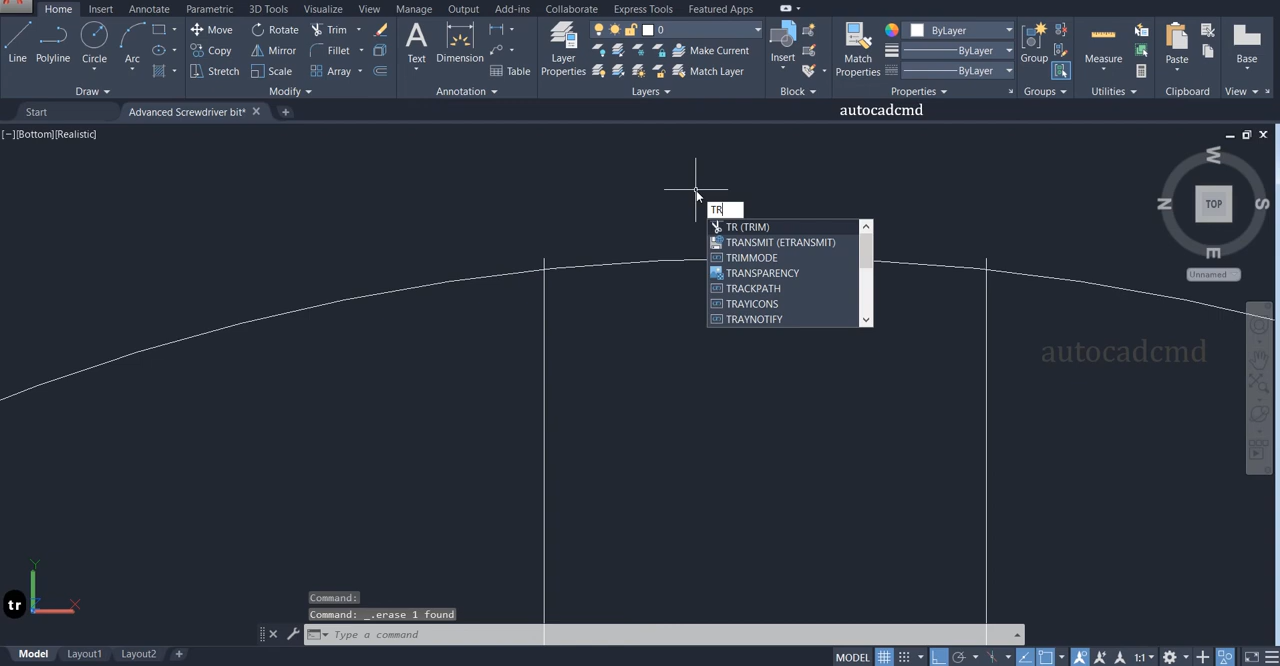 Home Insert Annotate Parametric 3D Tools Visualize View Manage Output Add-ins Collaborate Express Tools Featured Apps
Line Polyline Circle Arc
Move Rotate Trim
Copy Mirror Fillet
Stretch Scale Array
Text Dimension Table
Layer Properties
0
Make Current
Match Layer
Insert
Match Properties
ByLayer
ByLayer
ByLayer
Group
Measure
Paste
Base
Draw Modify Annotation Layers Block Properties Groups Utilities Clipboard View
Start Advanced Screwdriver bit*
autocadcmd
[−][Bottom][Realistic]
W
N TOP S
E
Unnamed
TR
TR (TRIM)
TRANSMIT (ETRANSMIT)
TRIMMODE
TRANSPARENCY
TRACKPATH
TRAYICONS
TRAYNOTIFY
autocadcmd
Y
X
tr
Command:
Command: _.erase 1 found
Type a command
Model Layout1 Layout2
MODEL 1:1